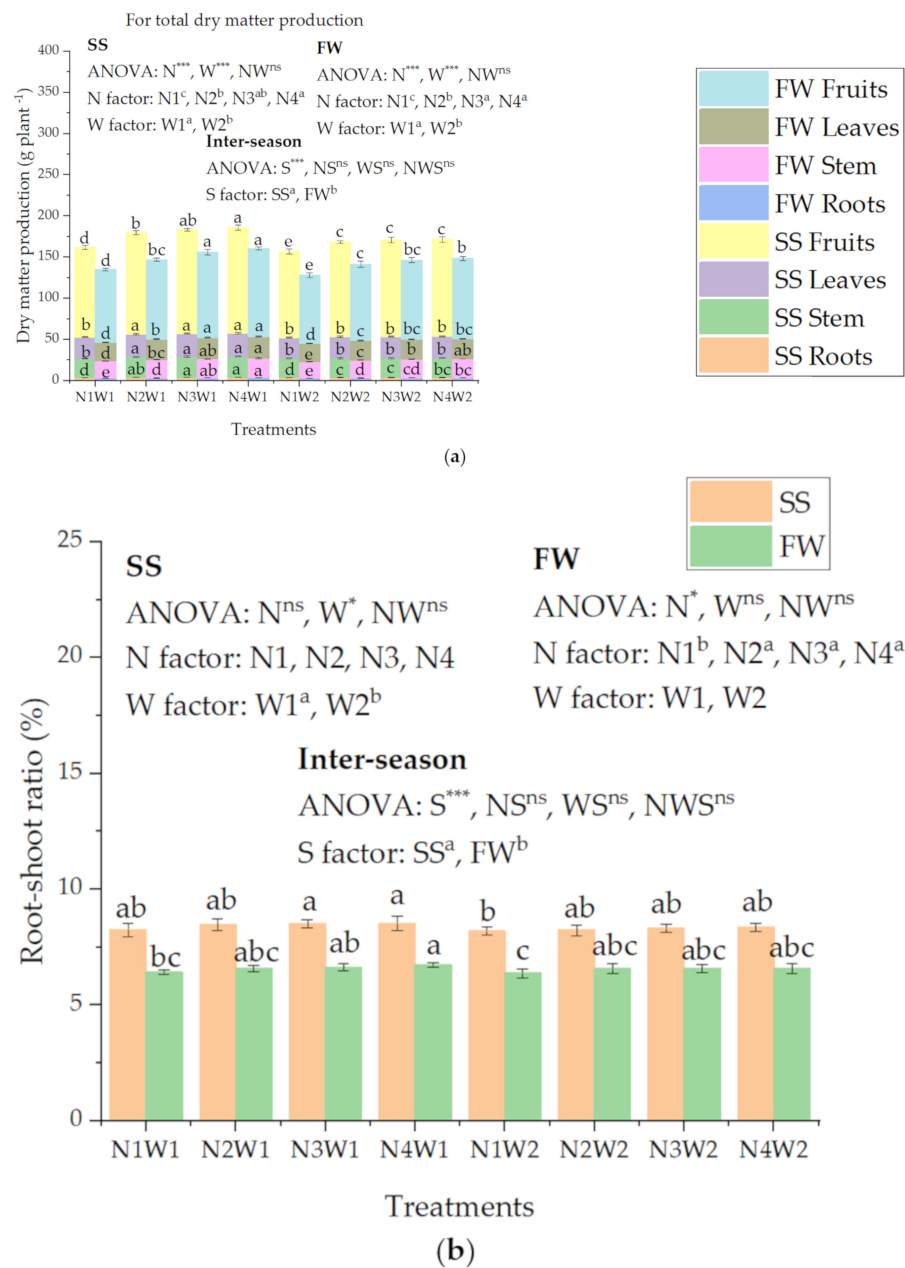 For total dry matter production
SS
ANOVA: N***, W***, NWns
N factor: N1c, N2b, N3ab, N4a
W factor: W1a, W2b
FW
ANOVA: N***, W***, NWns
N factor: N1c, N2b, N3a, N4a
W factor: W1a, W2b
Inter-season
ANOVA: S***, NSns, WSns, NWSns
S factor: SSa, FWb
Dry matter production (g plant -1)
400
350
300
250
200
150
100
50
0
d b ab a e c c c
d bc a a e c bc b
b a a a b b b b
d b a a d c bc bc
b a a a b b b b
d bc ab a e c bc ab
d ab a a d c c bc
e d ab a e d cd bc
N1W1 N2W1 N3W1 N4W1 N1W2 N2W2 N3W2 N4W2
Treatments
FW Fruits
FW Leaves
FW Stem
FW Roots
SS Fruits
SS Leaves
SS Stem
SS Roots
(a)
SS
FW
SS
ANOVA: Nns, W*, NWns
N factor: N1, N2, N3, N4
W factor: W1a, W2b
FW
ANOVA: N*, Wns, NWns
N factor: N1b, N2a, N3a, N4a
W factor: W1, W2
Inter-season
ANOVA: S***, NSns, WSns, NWSns
S factor: SSa, FWb
Root-shoot ratio (%)
25
20
15
10
5
0
ab ab a a b ab ab ab
bc abc ab a c abc abc abc
N1W1 N2W1 N3W1 N4W1 N1W2 N2W2 N3W2 N4W2
Treatments
(b)